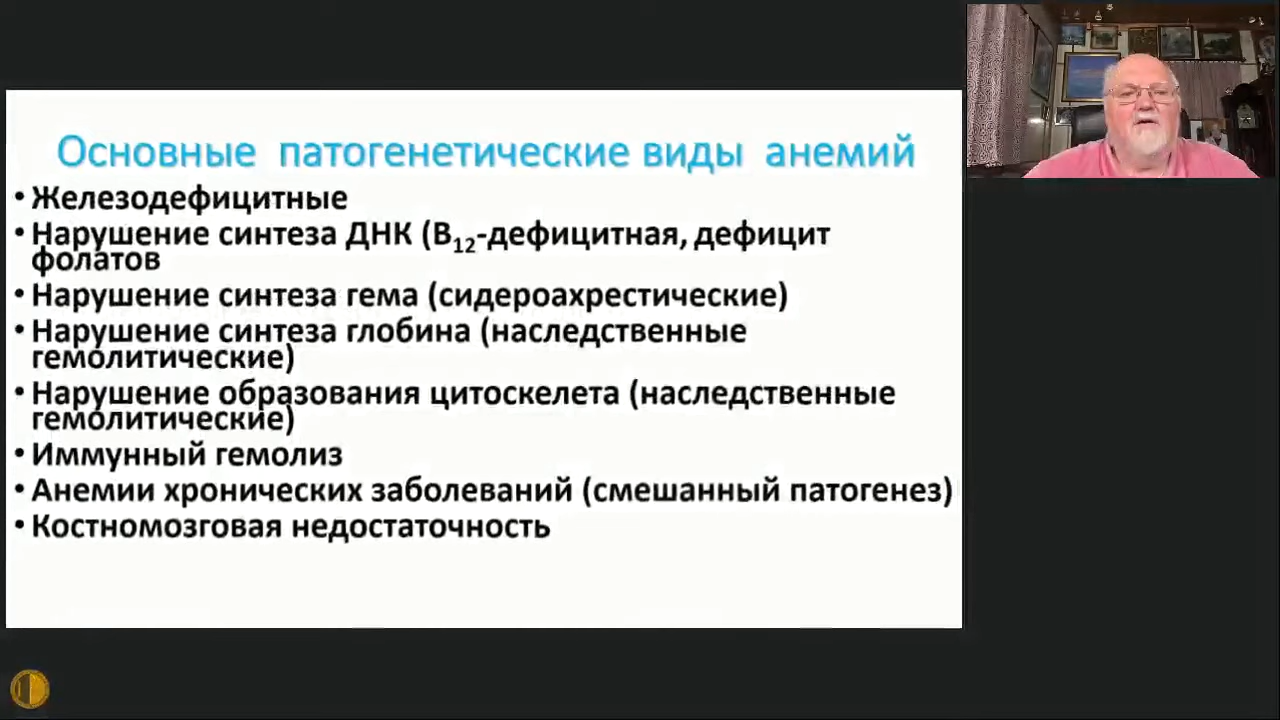 Основные патогенетические виды анемий
• Железодефицитные
• Нарушение синтеза ДНК (В12-дефицитная, дефицит
фолатов
• Нарушение синтеза гема (сидероахрестические)
• Нарушение синтеза глобина (наследственные
гемолитические)
• Нарушение образования цитоскелета (наследственные
гемолитические)
• Иммунный гемолиз
• Анемии хронических заболеваний (смешанный патогенез)
• Костномозговая недостаточность